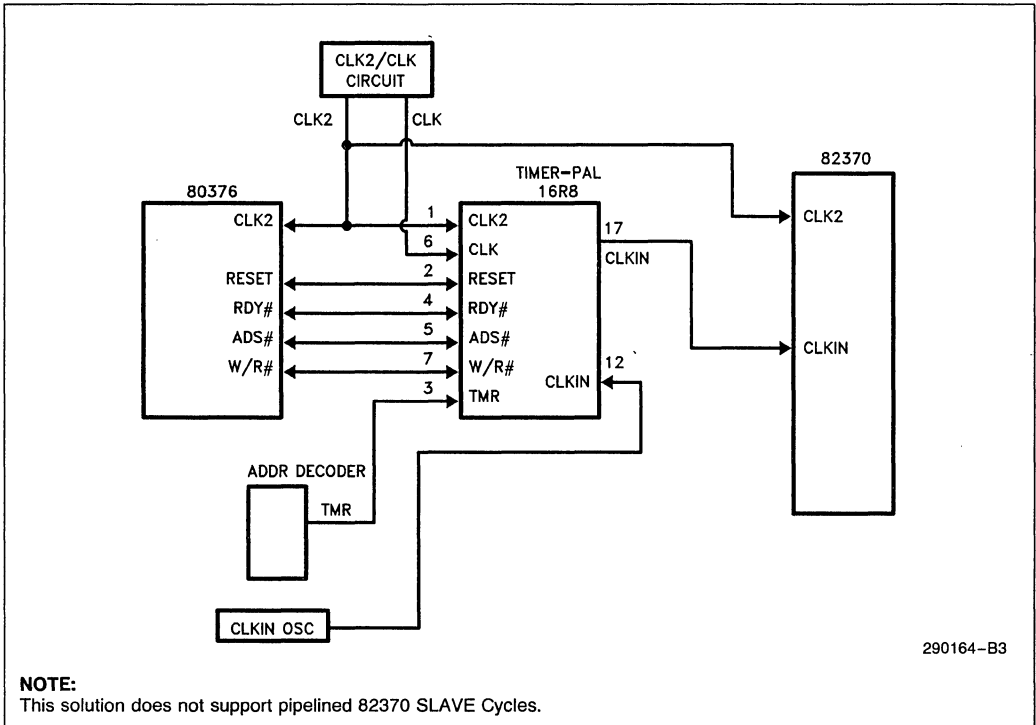 CLK2/CLK
CIRCUIT
CLK2 CLK
82370
TIMER-PAL
16R8
80376
CLK2 1 CLK2 17 CLK2
6 CLK CLKIN
RESET 2 RESET
RDY# 4 RDY#
ADS# 5 ADS# CLKIN
W/R# 7 W/R# CLKIN 12
3 TMR
ADDR DECODER
TMR
CLKIN OSC
290164-B3
NOTE:
This solution does not support pipelined 82370 SLAVE Cycles.